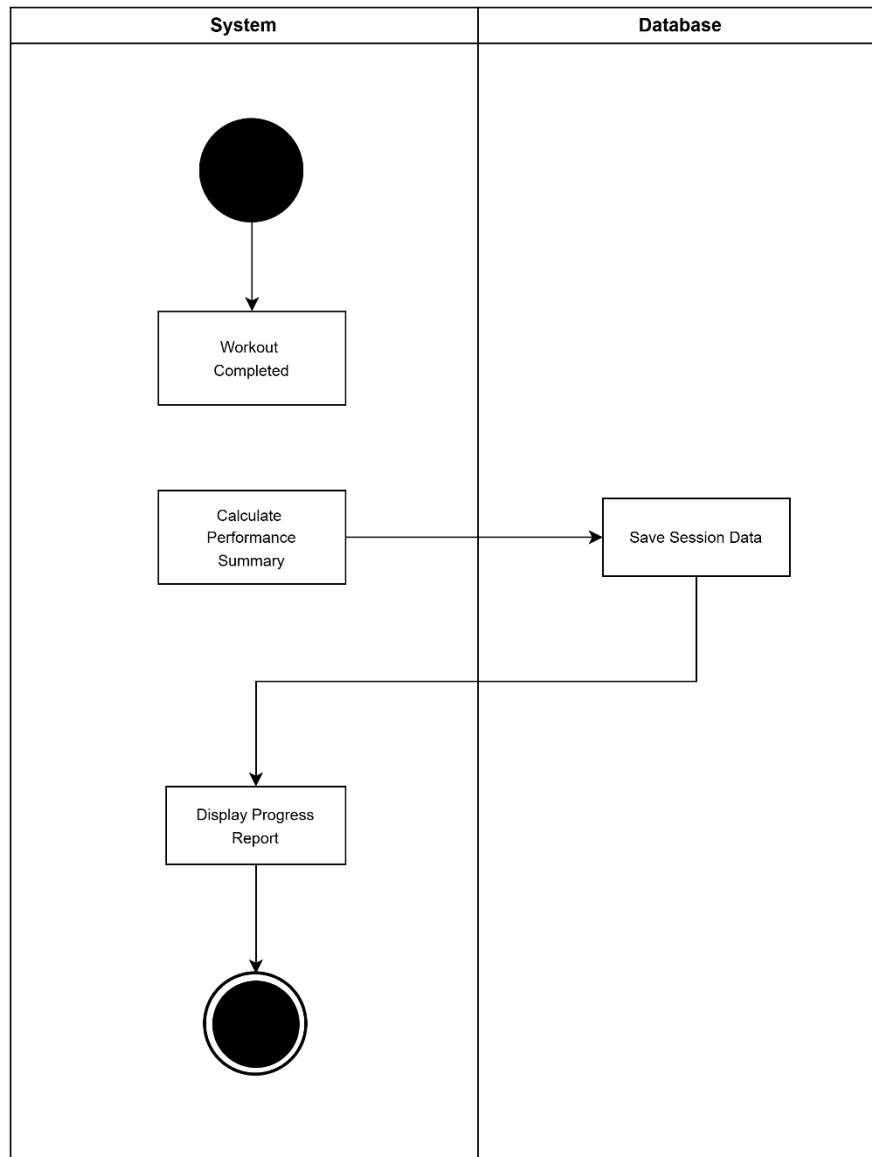 System
Database
Workout
Completed
Calculate
Performance
Summary
Save Session Data
Display Progress
Report